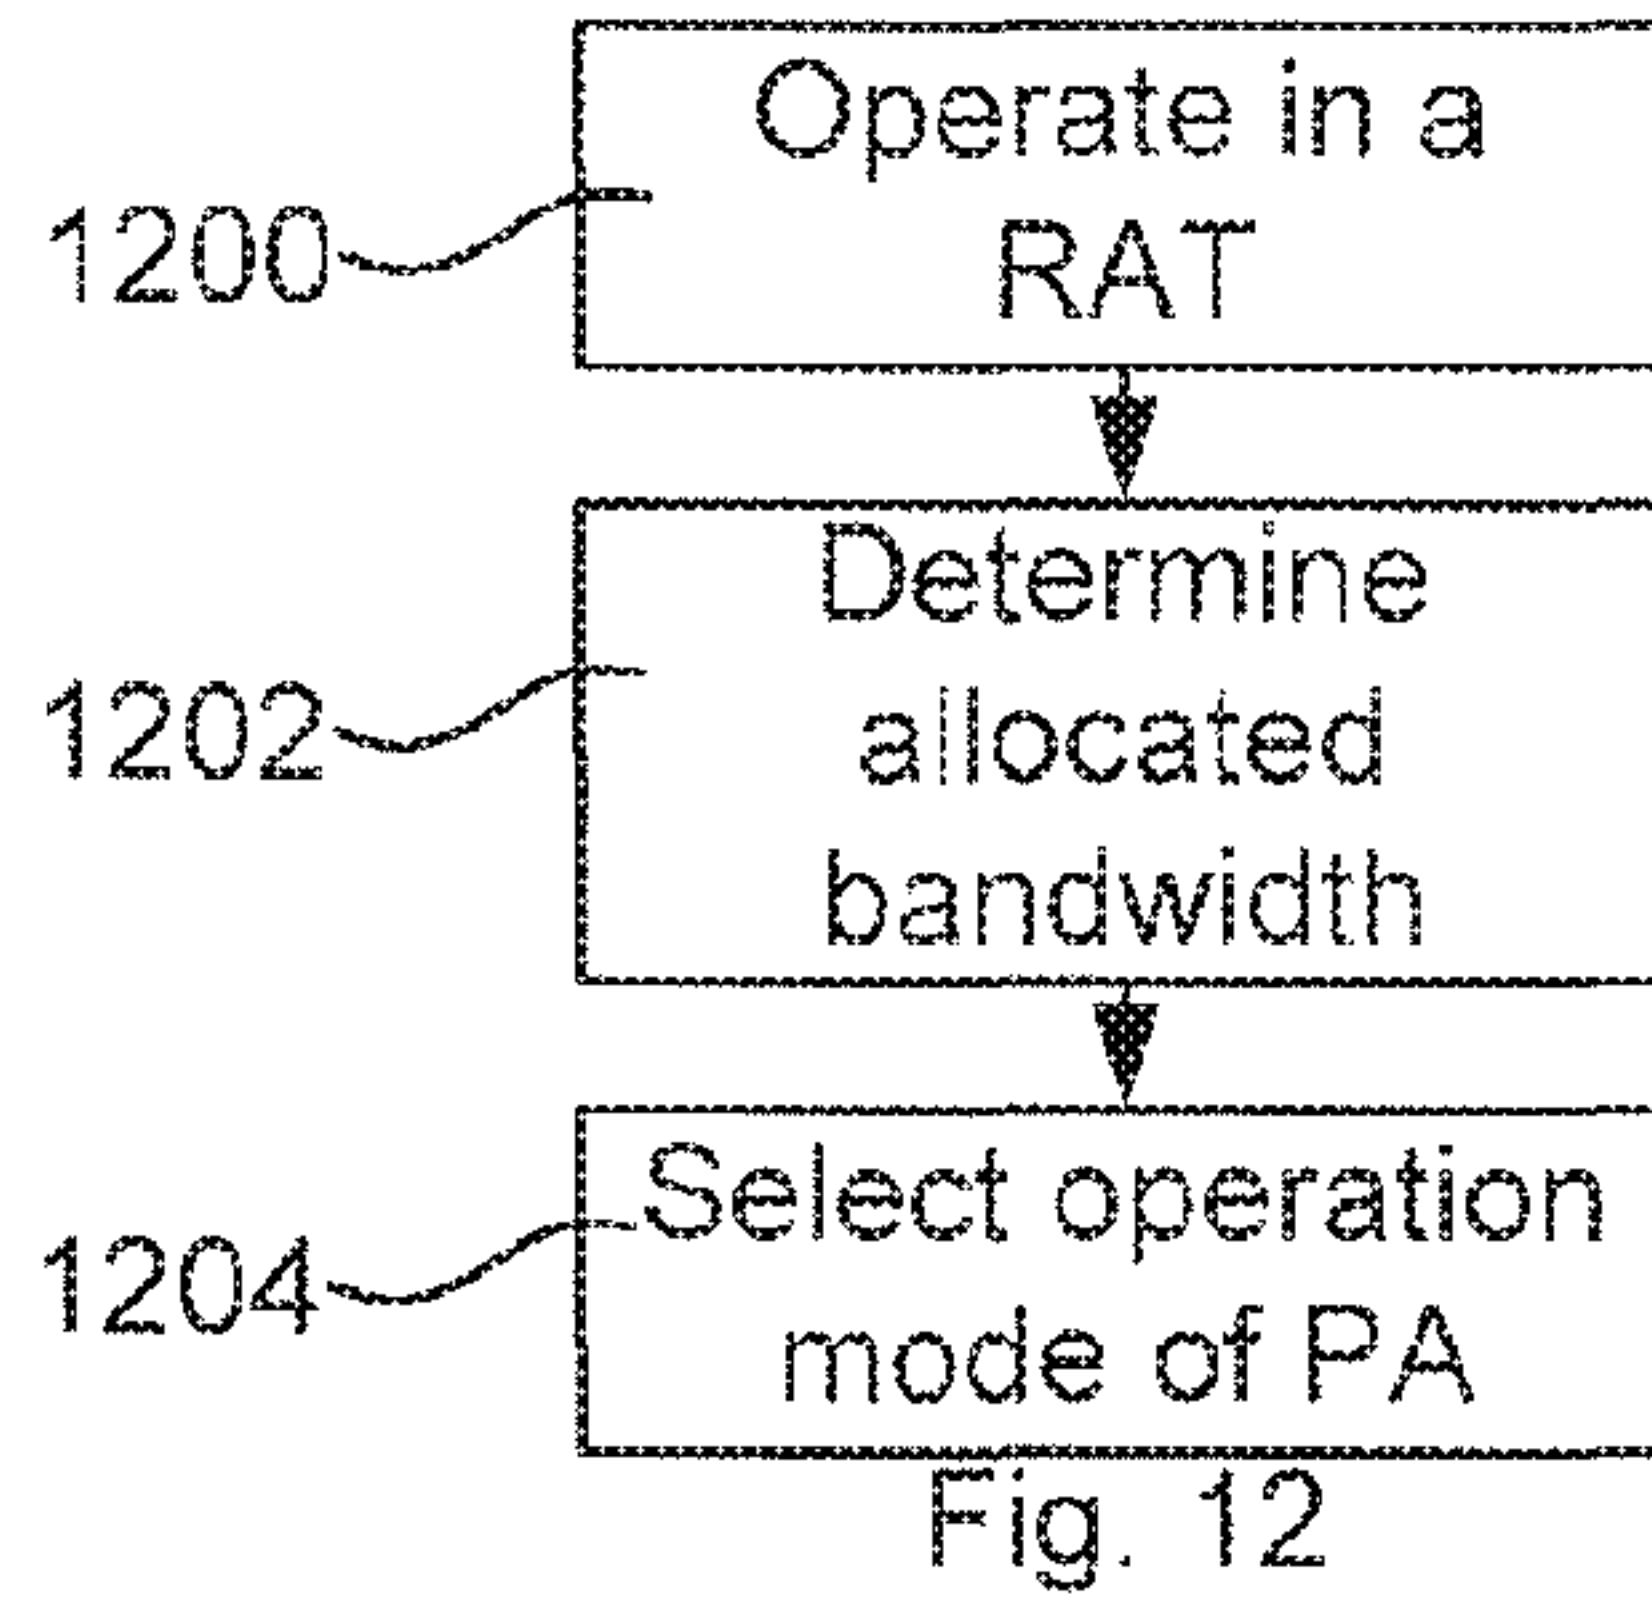 Operate in a
RAT
1200
Determine
allocated
bandwidth
1202
Select operation
mode of PA
1204
Fig. 12